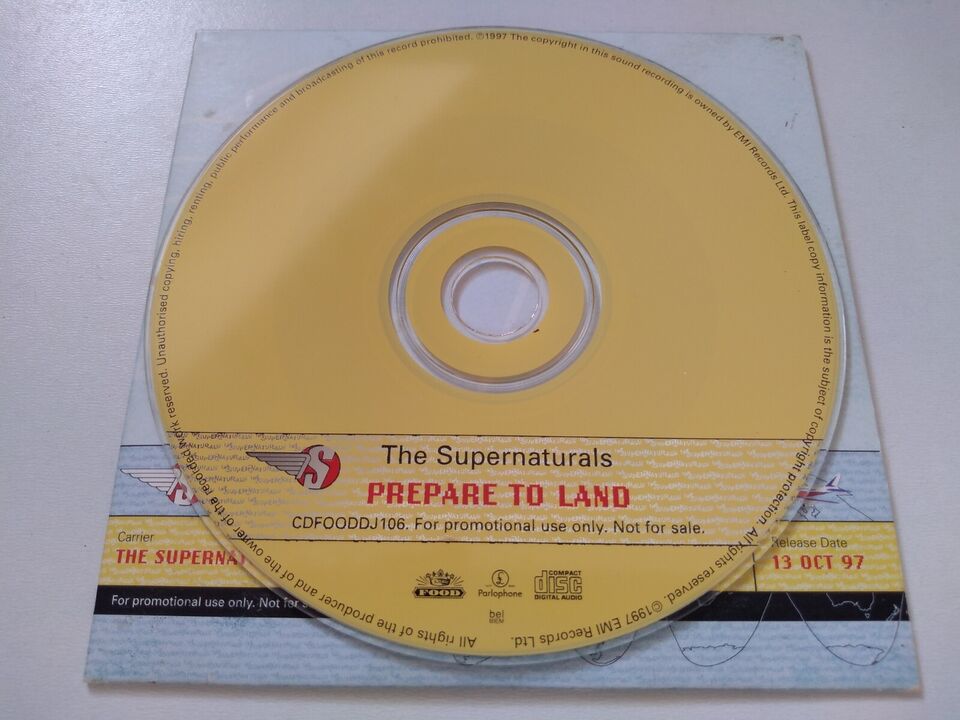 All rights of the producer and of the owner of the recorded work reserved. Unauthorised copying, hiring, renting, public performance and broadcasting of this record prohibited. ℗1997 The copyright in this sound recording is owned by EMI Records Ltd. This label copy information is the subject of copyright protection. All rights reserved. ©1997 EMI Records Ltd.
S
The Supernaturals
PREPARE TO LAND
CDFOODDJ106. For promotional use only. Not for sale.
FOOD
Parlophone
COMPACT
disc
DIGITAL AUDIO
bel
BIEM
Carrier
THE SUPERNA
For promotional use only. Not for s
Release Date
13 OCT 97